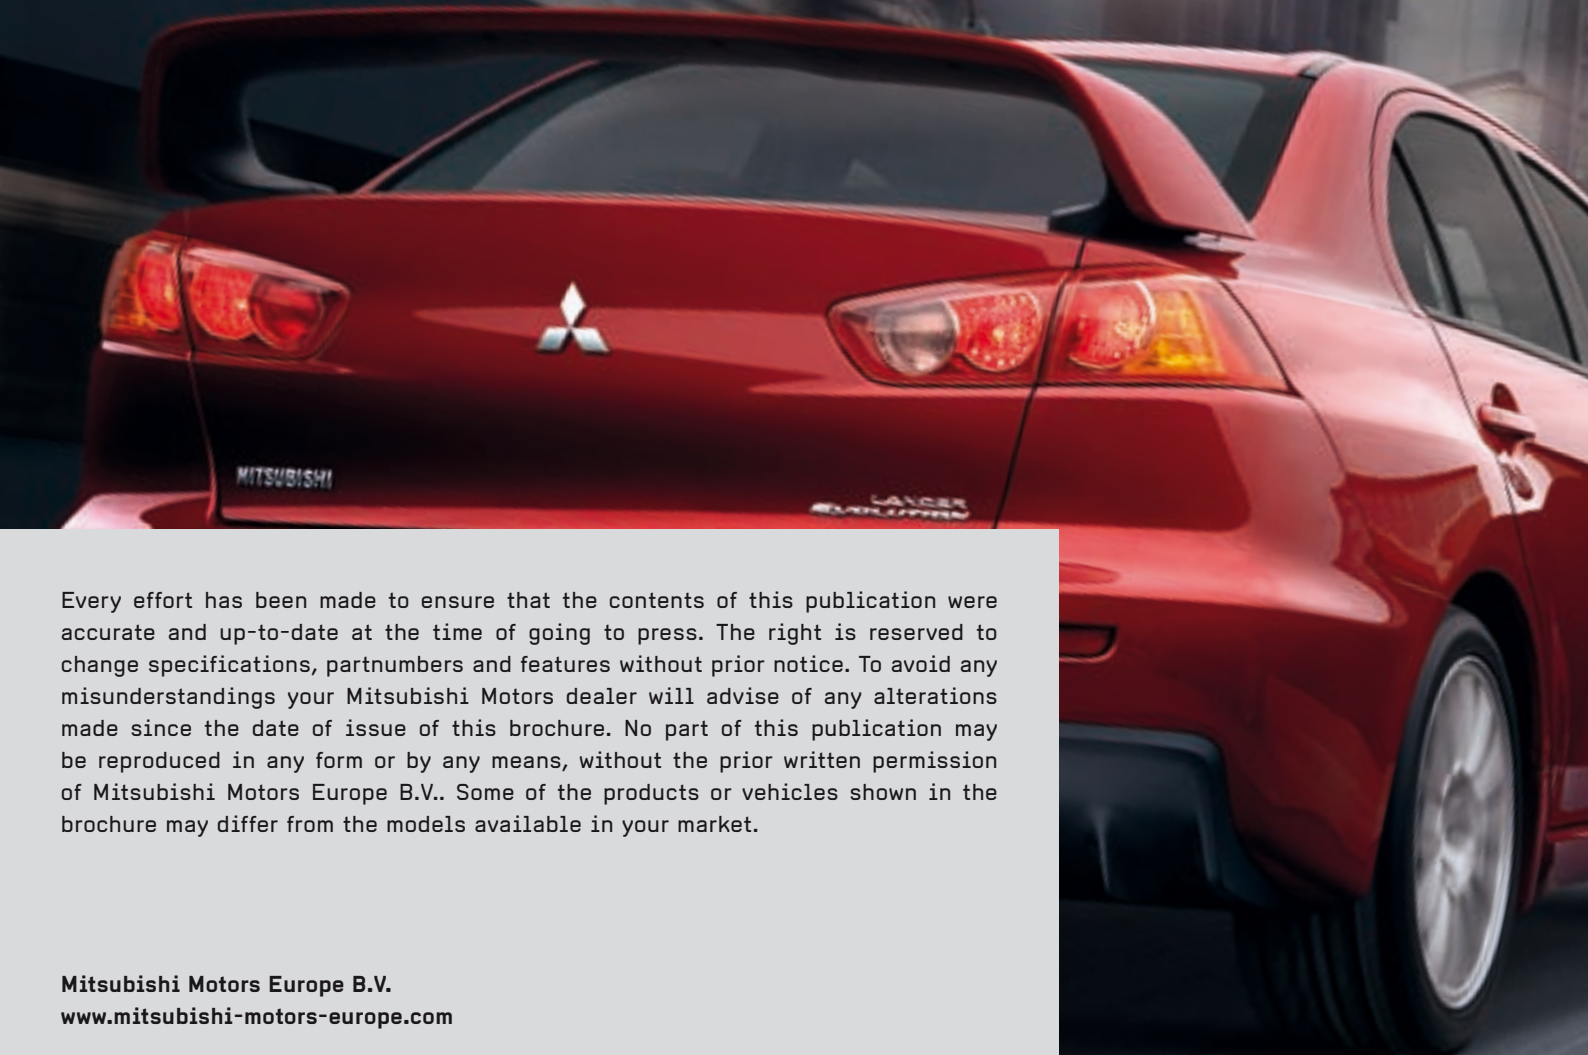 MITSUBISHI
LANCER
EVOLUTION
Every effort has been made to ensure that the contents of this publication were
accurate and up-to-date at the time of going to press. The right is reserved to
change specifications, partnumbers and features without prior notice. To avoid any
misunderstandings your Mitsubishi Motors dealer will advise of any alterations
made since the date of issue of this brochure. No part of this publication may
be reproduced in any form or by any means, without the prior written permission
of Mitsubishi Motors Europe B.V.. Some of the products or vehicles shown in the
brochure may differ from the models available in your market.
Mitsubishi Motors Europe B.V.
www.mitsubishi-motors-europe.com